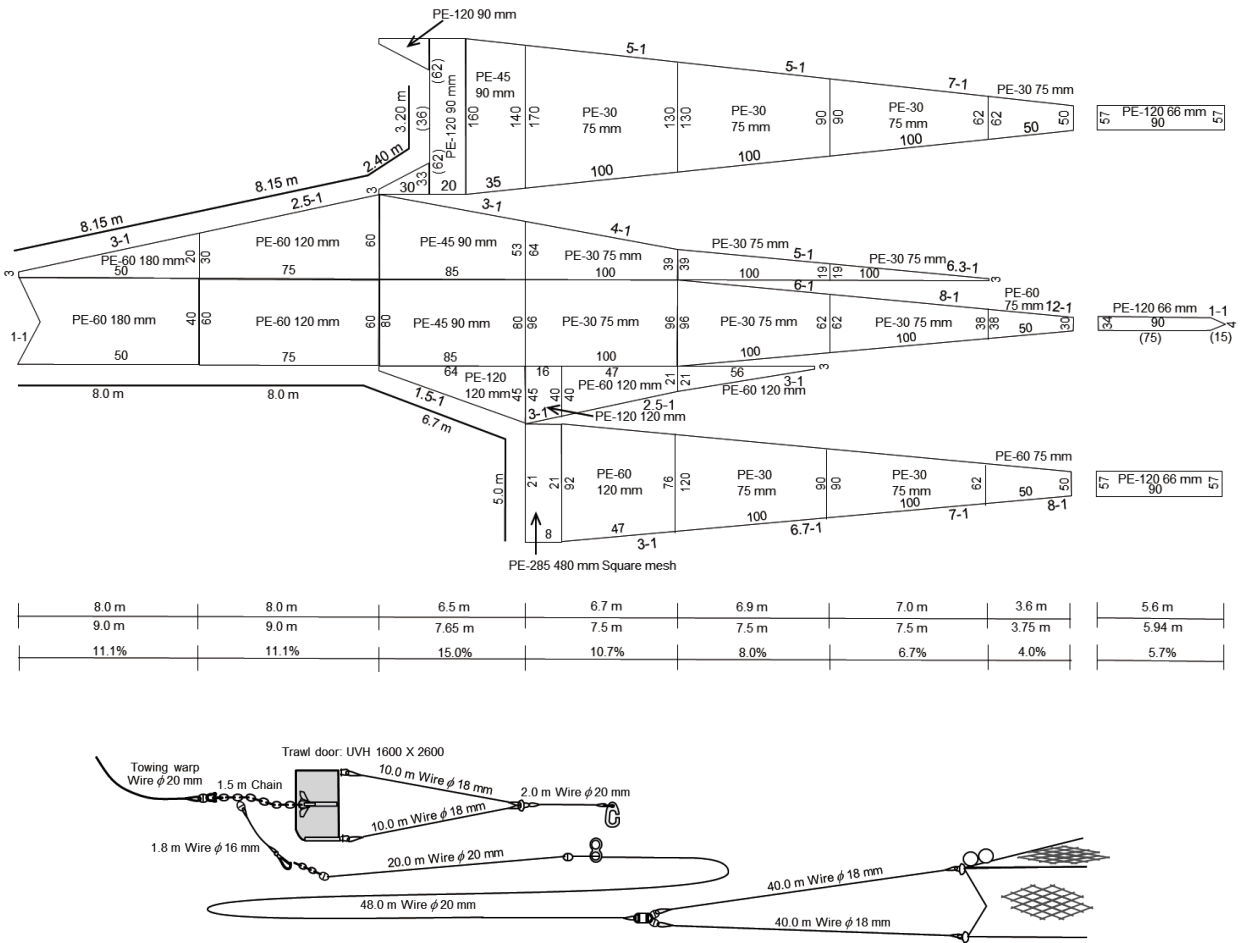 PE-120 90 mm
5-1
5-1
7-1
PE-30 75 mm
3.20 m
(36)
(62)
PE-120 90 mm
(62)
160
PE-45
90 mm
140
170
PE-30
75 mm
130
130
PE-30
75 mm
90
90
PE-30
75 mm
62
62
50
50
57
PE-120 66 mm
90
57
2.40 m
33
30
20
35
100
100
100
8.15 m
8.15 m
2.5-1
3
3-1
3-1
4-1
3
PE-60 180 mm
50
20
30
PE-60 120 mm
75
60
PE-45 90 mm
85
53
64
PE-30 75 mm
100
39
39
PE-30 75 mm
5-1
100
19
19
PE-30 75 mm
100
6.3-1
3
1-1
PE-60 180 mm
50
40
60
PE-60 120 mm
75
60
80
PE-45 90 mm
85
80
96
PE-30 75 mm
100
96
96
6-1
PE-30 75 mm
100
62
62
8-1
PE-30 75 mm
100
38
38
PE-60
75 mm
12-1
50
30
34
PE-120 66 mm
90
(75)
1-1
4
(15)
8.0 m
8.0 m
64
PE-120
120 mm
45
1.5-1
6.7 m
16
45
40
3-1
47
PE-60 120 mm
40
21
2.5-1
21
56
3-1
3
PE-60 120 mm
PE-120 120 mm
5.0 m
21
21
8
92
PE-60
120 mm
76
47
3-1
120
PE-30
75 mm
90
100
6.7-1
90
PE-30
75 mm
62
100
7-1
PE-60 75 mm
50
50
8-1
57
PE-120 66 mm
90
57
PE-285 480 mm Square mesh
8.0 m 8.0 m 6.5 m 6.7 m 6.9 m 7.0 m 3.6 m 5.6 m
9.0 m 9.0 m 7.65 m 7.5 m 7.5 m 7.5 m 3.75 m 5.94 m
11.1% 11.1% 15.0% 10.7% 8.0% 6.7% 4.0% 5.7%
Trawl door: UVH 1600 X 2600
Towing warp
Wire ϕ 20 mm
1.5 m Chain
10.0 m Wire ϕ 18 mm
2.0 m Wire ϕ 20 mm
10.0 m Wire ϕ 18 mm
1.8 m Wire ϕ 16 mm
20.0 m Wire ϕ 20 mm
40.0 m Wire ϕ 18 mm
48.0 m Wire ϕ 20 mm
40.0 m Wire ϕ 18 mm